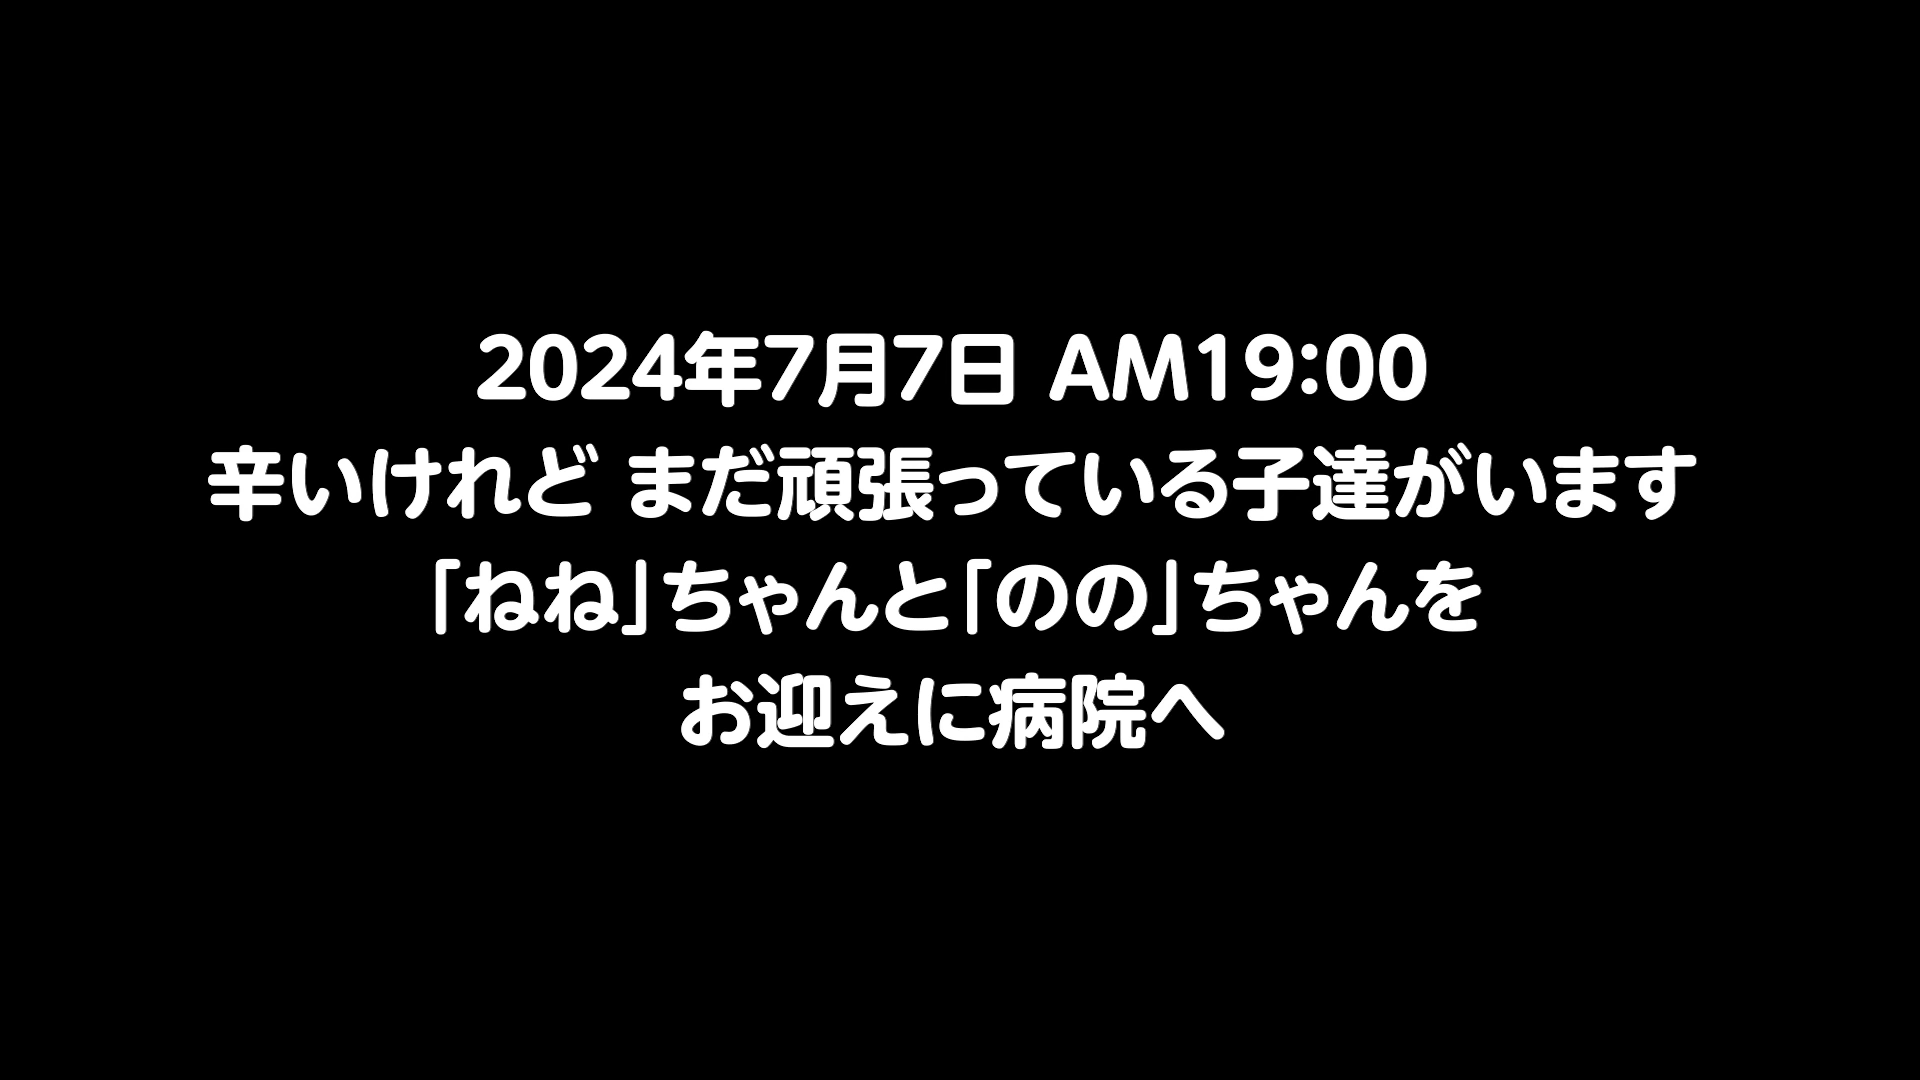 2024年7月7日 AM19:00
辛いけれど まだ頑張っている子達がいます
「ねね」ちゃんと「のの」ちゃんを
お迎えに病院へ